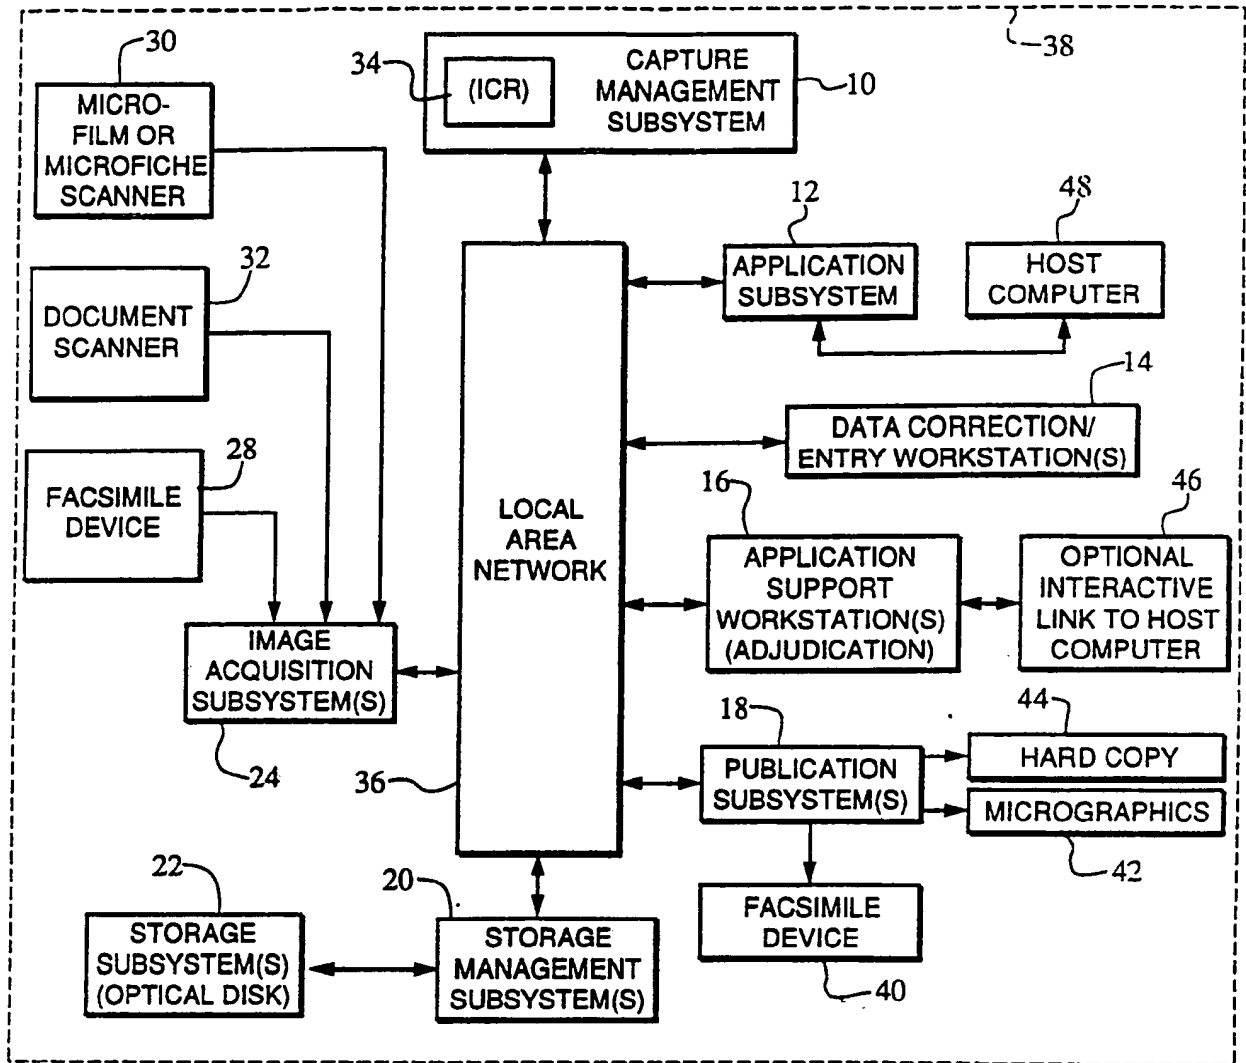 38
30
MICRO-
FILM OR
MICROFICHE
SCANNER
34
(ICR)
CAPTURE
MANAGEMENT
SUBSYSTEM
10
32
DOCUMENT
SCANNER
12
APPLICATION
SUBSYSTEM
48
HOST
COMPUTER
14
DATA CORRECTION/
ENTRY WORKSTATION(S)
28
FACSIMILE
DEVICE
LOCAL
AREA
NETWORK
36
16
APPLICATION
SUPPORT
WORKSTATION(S)
(ADJUDICATION)
46
OPTIONAL
INTERACTIVE
LINK TO HOST
COMPUTER
IMAGE
ACQUISITION
SUBSYSTEM(S)
24
18
PUBLICATION
SUBSYSTEM(S)
44
HARD COPY
MICROGRAPHICS
42
FACSIMILE
DEVICE
40
22
STORAGE
SUBSYSTEM(S)
(OPTICAL DISK)
20
STORAGE
MANAGEMENT
SUBSYSTEM(S)